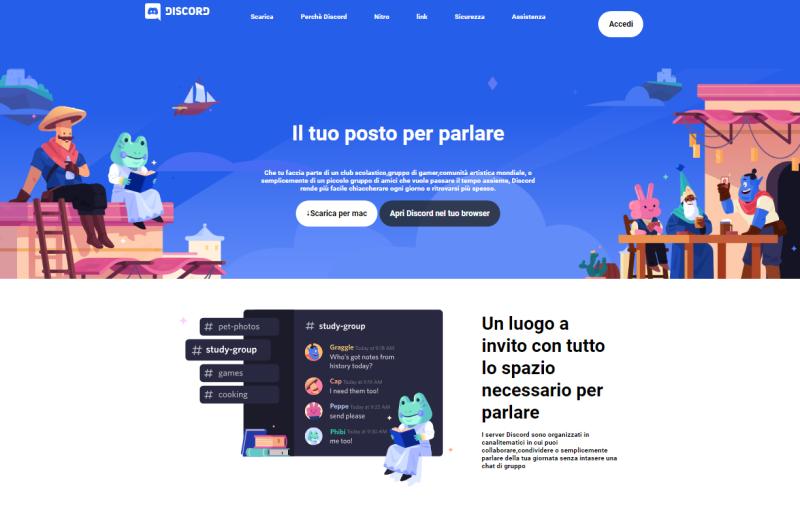 DISCORD
Scarica Perchè Discord Nitro link Sicurezza Assistenza
Accedi
Il tuo posto per parlare
Che tu faccia parte di un club scolastico,gruppo di gamer,comunità artistica mondiale, o
semplicemente di un piccolo gruppo di amici che vuole passare il tempo assieme, Discord
rende più facile chiaccherare ogni giorno e ritrovarsi più spesso.
↓Scarica per mac
Apri Discord nel tuo browser
# pet-photos
# study-group
# games
# cooking
# study-group
Graggle Today at 9:18 AM
Who's got notes from
history today?
Cap Today at 9:19 AM
I need them too!
Peppe Today at 9:22 AM
send please
Phibi Today at 9:30 AM
me too!
Un luogo a
invito con tutto
lo spazio
necessario per
parlare
I server Discord sono organizzati in
canalitematici in cui puoi
collaborare,condividere o semplicemente
parlare della tua giornata senza intasere una
chat di gruppo